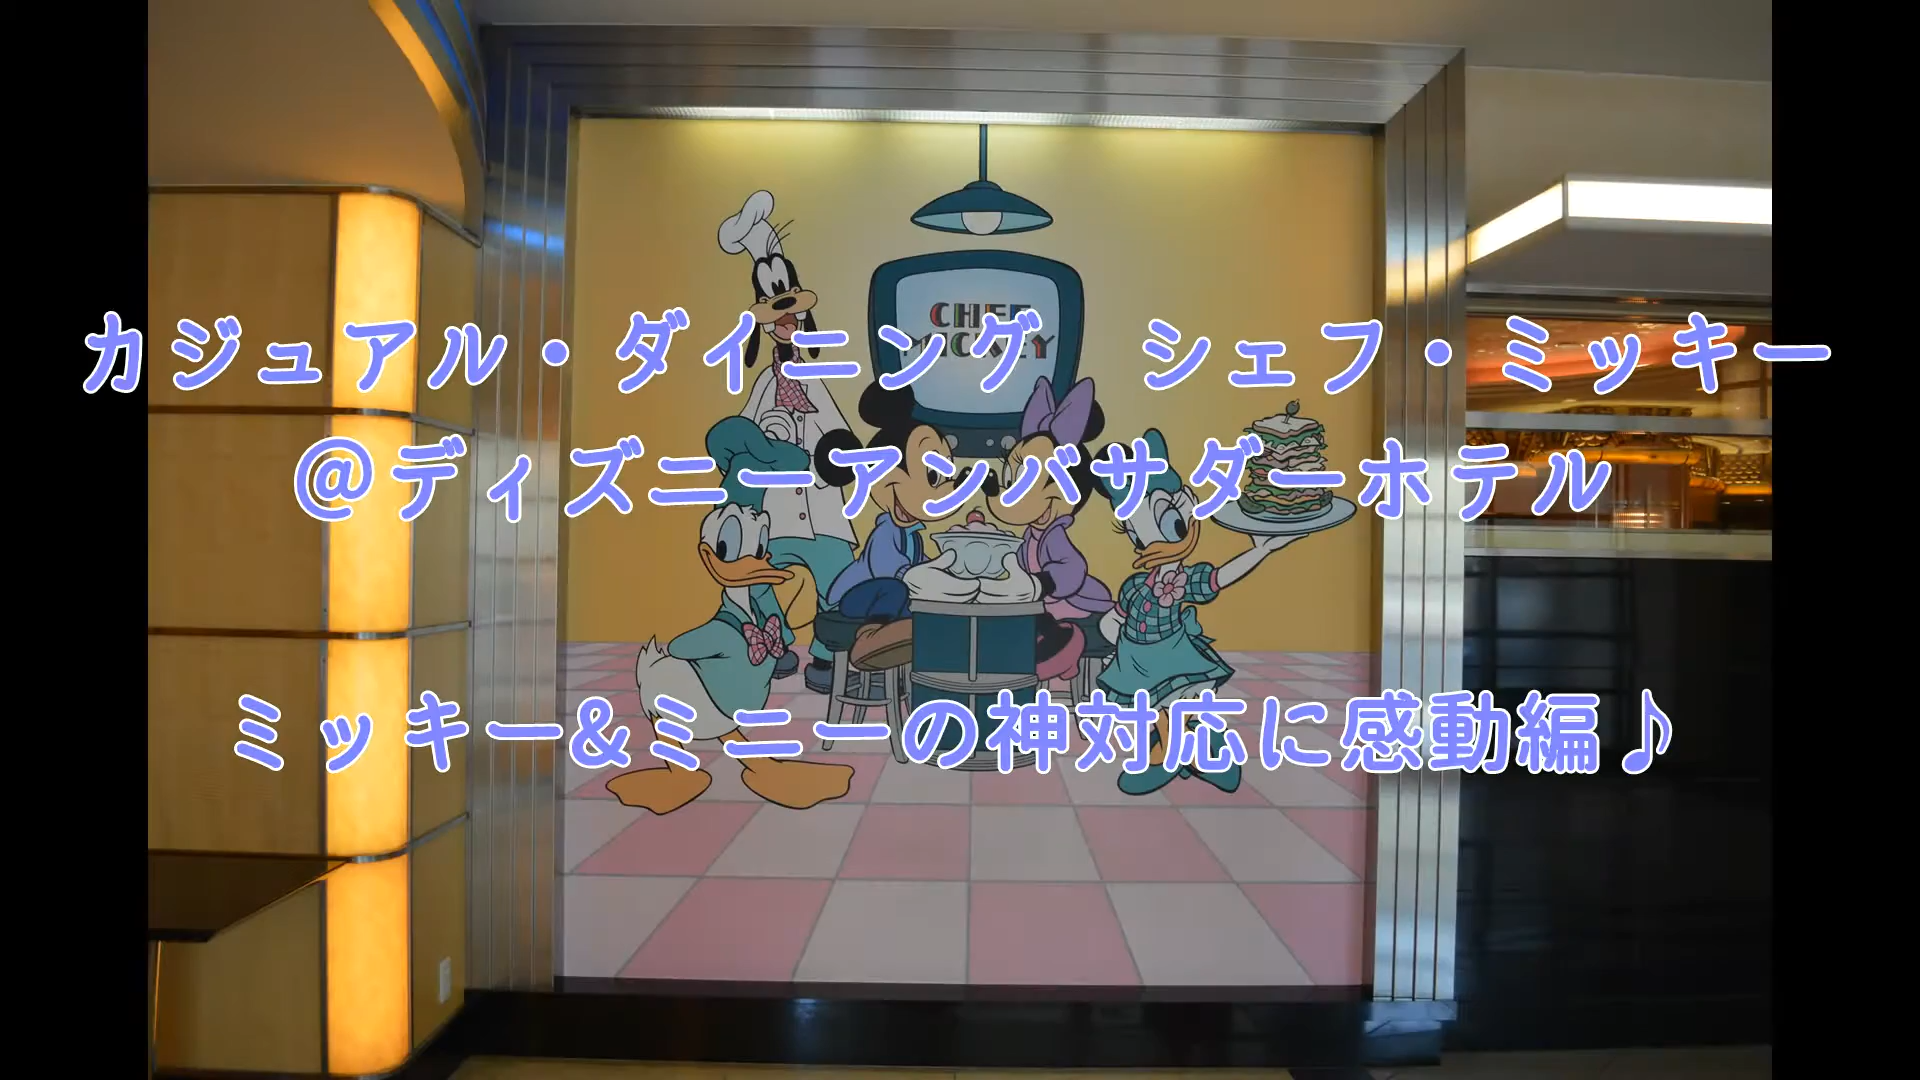 CHEF
MICKEY
カジュアル・ダイニング　シェフ・ミッキー
@ディズニーアンバサダーホテル
ミッキー&ミニーの神対応に感動編♪